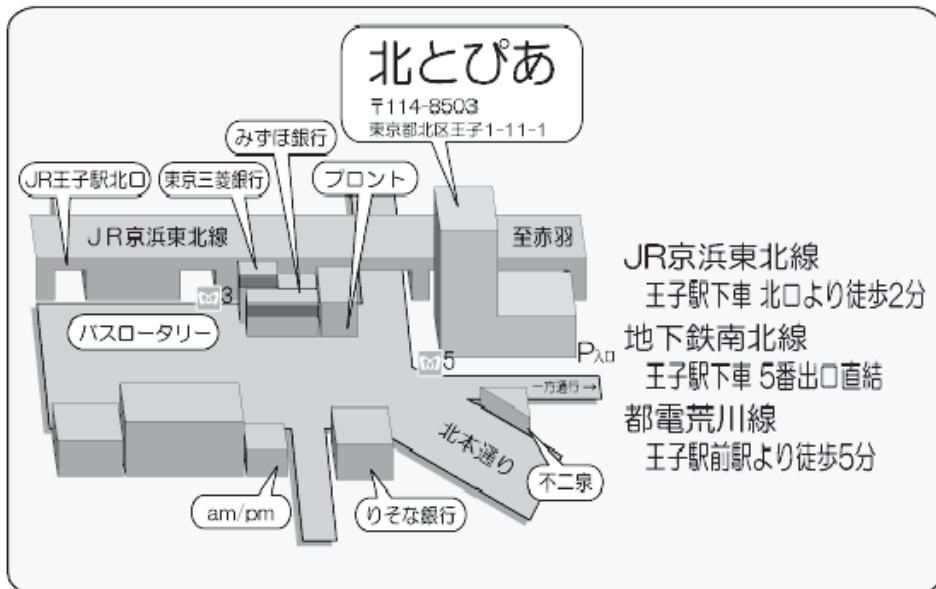 北とぴあ
〒114-8503
東京都北区王子1-11-1
みずほ銀行
JR王子駅北口
東京三菱銀行
プロント
JR京浜東北線
至赤羽
3
バスロータリー
5
P入口
一方通行→
北本通り
不二泉
am/pm
りそな銀行
JR京浜東北線
王子駅下車 北口より徒歩2分
地下鉄南北線
王子駅下車 5番出口直結
都電荒川線
王子駅前駅より徒歩5分